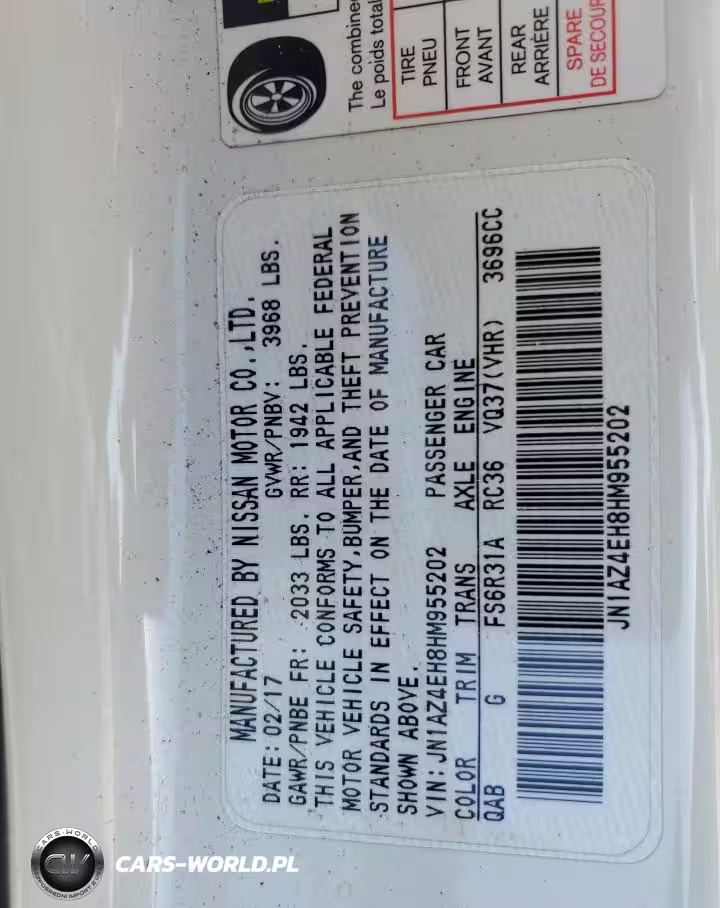 The combine
Le poids total
TIRE
PNEU
FRONT
AVANT
REAR
ARRIÈRE
SPARE
DE SECOUR
MANUFACTURED BY NISSAN MOTOR CO.,LTD.
DATE: 02/17 GVWR/PNBV: 3968 LBS.
GAWR/PNBE FR: 2033 LBS. RR: 1942 LBS.
THIS VEHICLE CONFORMS TO ALL APPLICABLE FEDERAL
MOTOR VEHICLE SAFETY,BUMPER,AND THEFT PREVENTION
STANDARDS IN EFFECT ON THE DATE OF MANUFACTURE
SHOWN ABOVE.
VIN:JN1AZ4EH8HM955202 PASSENGER CAR
COLOR TRIM TRANS AXLE ENGINE
QAB G FS6R31A RC36 VQ37(VHR) 3696CC
JN1AZ4EH8HM955202
CARS-WORLD
CW
CARS-WORLD.PL